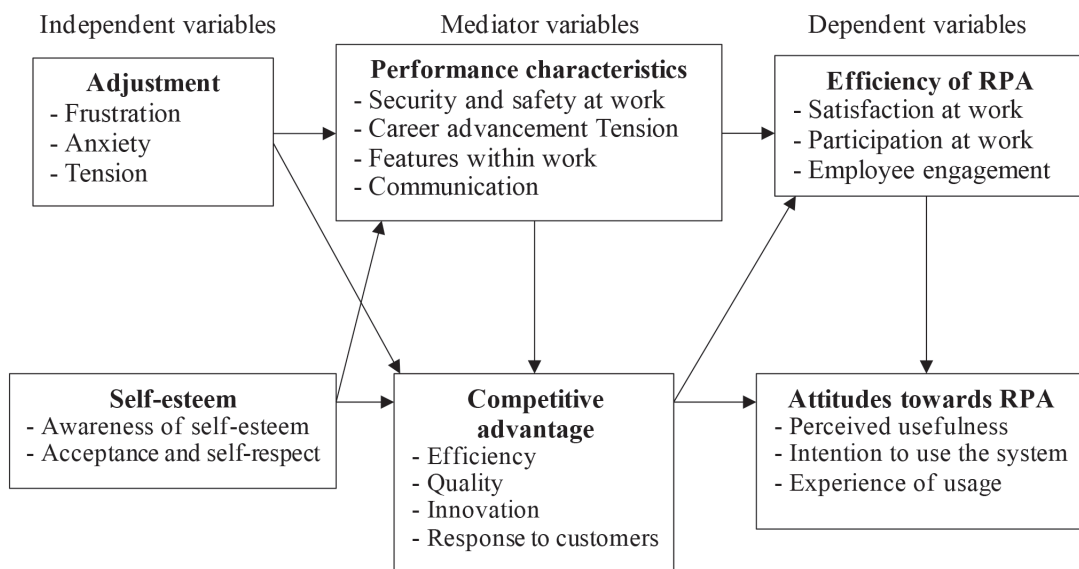 Independent variables
Mediator variables
Dependent variables
Adjustment
- Frustration
- Anxiety
- Tension
Performance characteristics
- Security and safety at work
- Career advancement Tension
- Features within work
- Communication
Efficiency of RPA
- Satisfaction at work
- Participation at work
- Employee engagement
Self-esteem
- Awareness of self-esteem
- Acceptance and self-respect
Competitive
advantage
- Efficiency
- Quality
- Innovation
- Response to customers
Attitudes towards RPA
- Perceived usefulness
- Intention to use the system
- Experience of usage